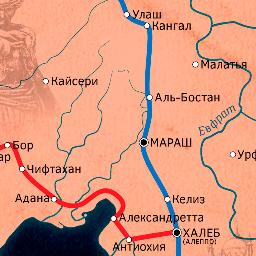 Улаш
Кангал
Малатья
Кайсери
Аль-Бостан
Евфрат
МАРАШ
Бор
ар
Урф
Чифтахан
Адана
Келиз
Александретта
ХАЛЕБ
(АЛЕППО)
Антиохия